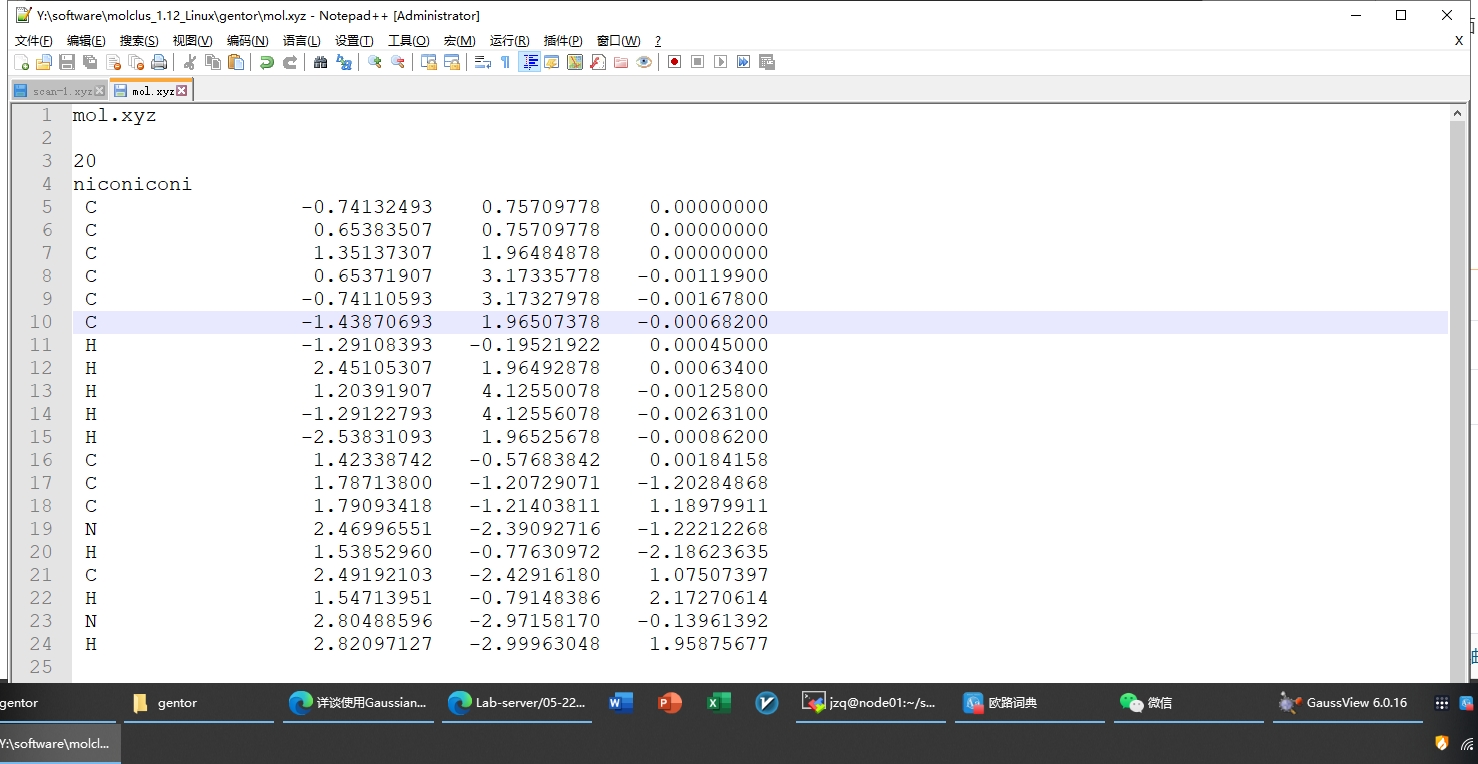 Y:\software\molclus_1.12_Linux\gentor\mol.xyz - Notepad++ [Administrator]
文件(F) 编辑(E) 搜索(S) 视图(V) 编码(N) 语言(L) 设置(T) 工具(O) 宏(M) 运行(R) 插件(P) 窗口(W) ? X
scan-1.xyz mol.xyz
1 mol.xyz
2
3 20
4 niconiconi
5 C -0.74132493 0.75709778 0.00000000
6 C 0.65383507 0.75709778 0.00000000
7 C 1.35137307 1.96484878 0.00000000
8 C 0.65371907 3.17335778 -0.00119900
9 C -0.74110593 3.17327978 -0.00167800
10 C -1.43870693 1.96507378 -0.00068200
11 H -1.29108393 -0.19521922 0.00045000
12 H 2.45105307 1.96492878 0.00063400
13 H 1.20391907 4.12550078 -0.00125800
14 H -1.29122793 4.12556078 -0.00263100
15 H -2.53831093 1.96525678 -0.00086200
16 C 1.42338742 -0.57683842 0.00184158
17 C 1.78713800 -1.20729071 -1.20284868
18 C 1.79093418 -1.21403811 1.18979911
19 N 2.46996551 -2.39092716 -1.22212268
20 H 1.53852960 -0.77630972 -2.18623635
21 C 2.49192103 -2.42916180 1.07507397
22 H 1.54713951 -0.79148386 2.17270614
23 N 2.80488596 -2.97158170 -0.13961392
24 H 2.82097127 -2.99963048 1.95875677
25
gentor gentor 详谈使用Gaussian... Lab-server/05-22... jzq@node01:~/s... 欧路词典 微信 GaussView 6.0.16
Y:\software\molcl...